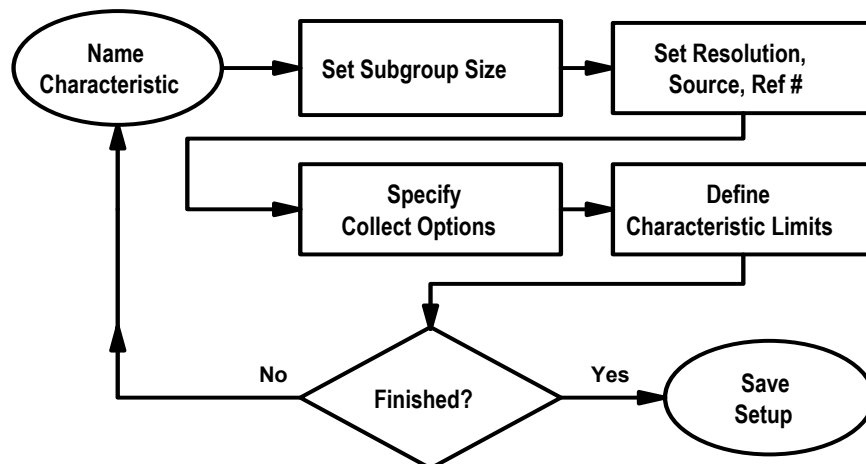 Name
Characteristic
Set Subgroup Size
Set Resolution,
Source, Ref #
Specify
Collect Options
Define
Characteristic Limits
No
Finished?
Yes
Save
Setup